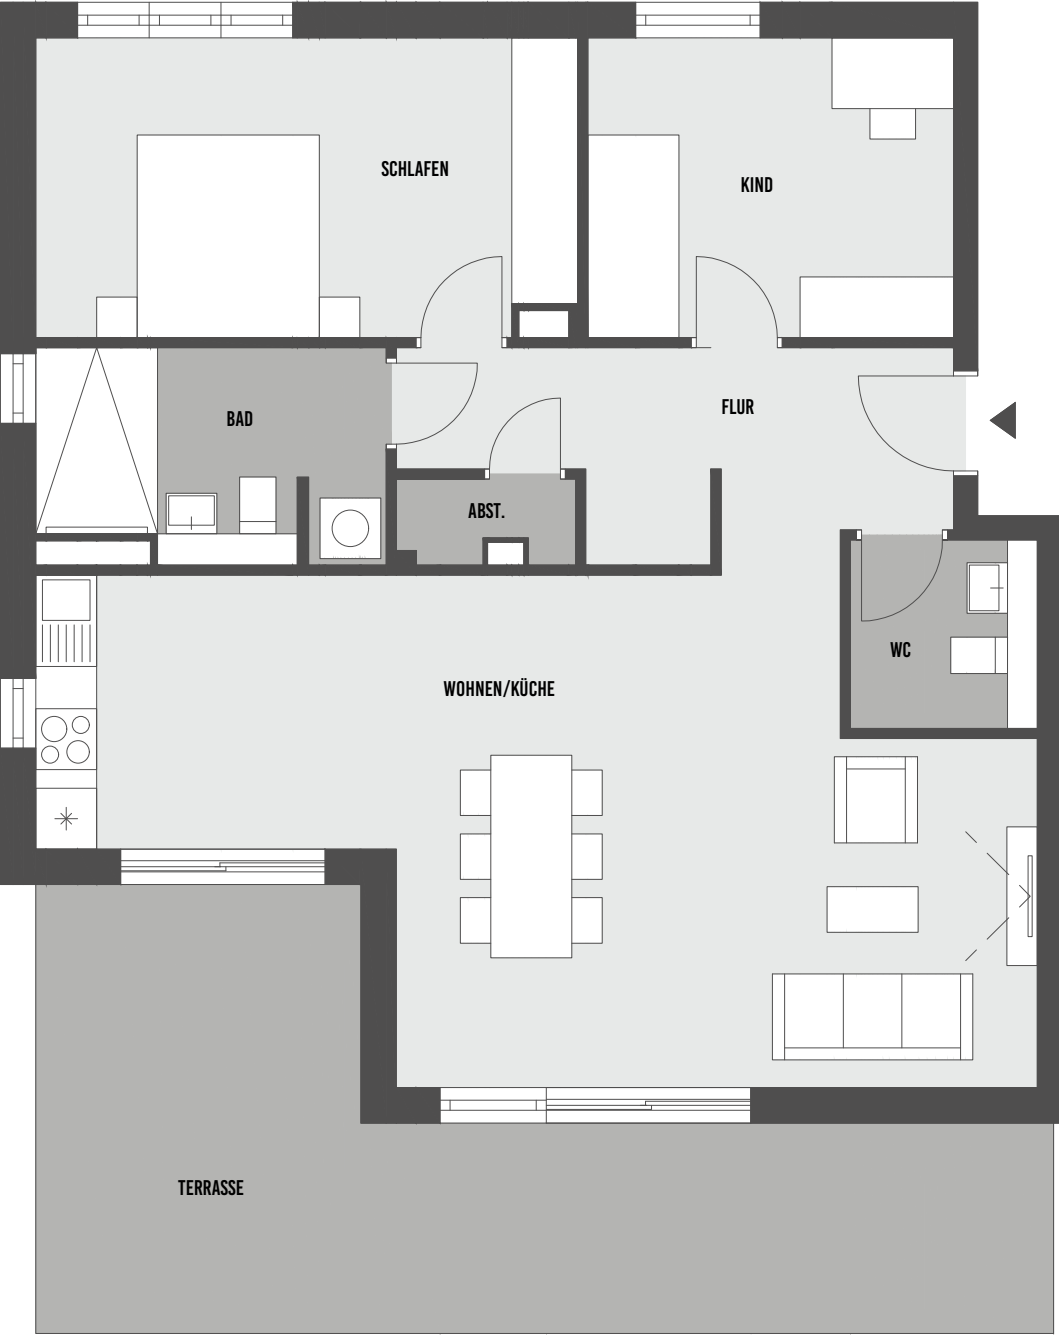 SCHLAFEN
KIND
BAD
FLUR
ABST.
WC
WOHNEN/KÜCHE
TERRASSE